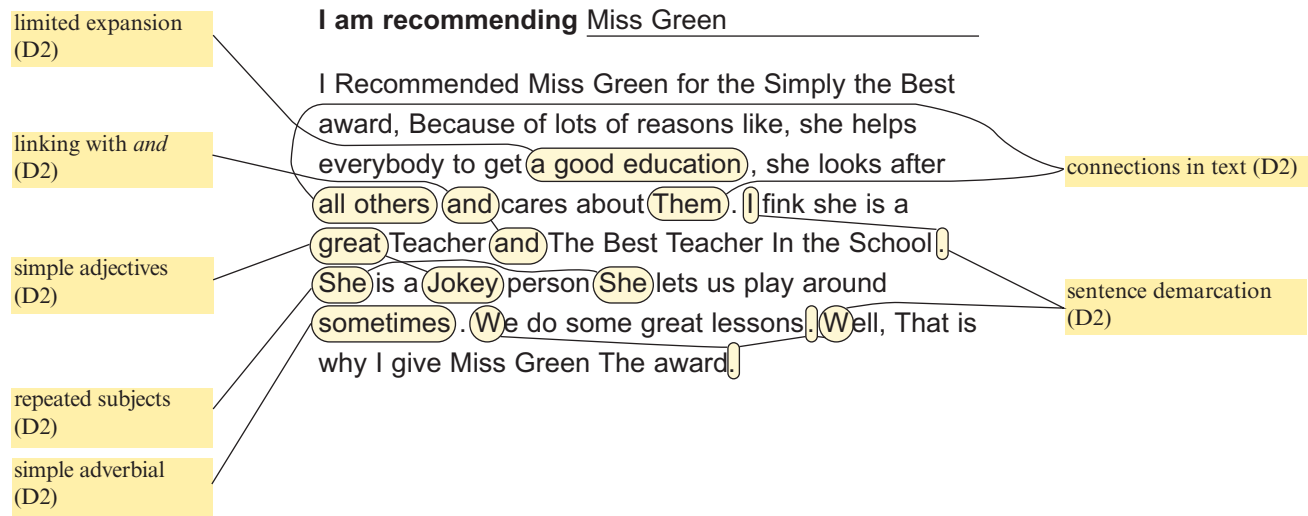 limited expansion
(D2)
linking with and
(D2)
simple adjectives
(D2)
repeated subjects
(D2)
simple adverbial
(D2)
I am recommending Miss Green
I Recommended Miss Green for the Simply the Best
award, Because of lots of reasons like, she helps
everybody to get a good education, she looks after
all others and cares about Them. I fink she is a
great Teacher and The Best Teacher In the School.
She is a Jokey person She lets us play around
sometimes. We do some great lessons. Well, That is
why I give Miss Green The award.
connections in text (D2)
sentence demarcation
(D2)